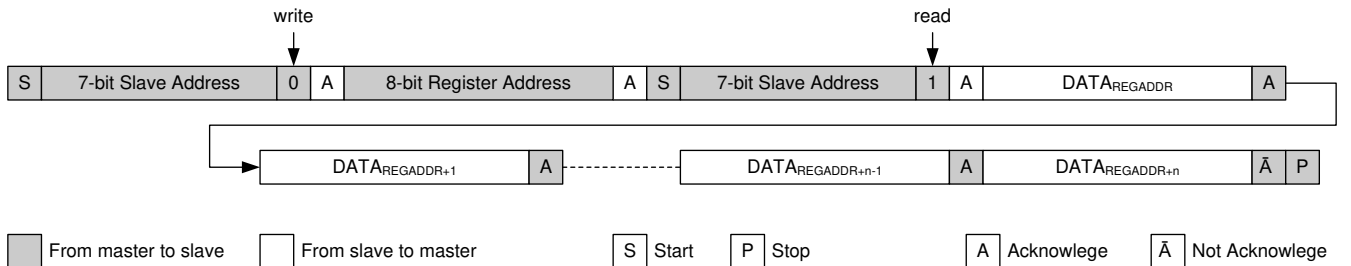 write read
S 7-bit Slave Address 0 A 8-bit Register Address A S 7-bit Slave Address 1 A DATAREGADDR A
DATAREGADDR+1 A DATAREGADDR+n-1 A DATAREGADDR+n Ā P
From master to slave From slave to master S Start P Stop A Acknowlege Ā Not Acknowlege